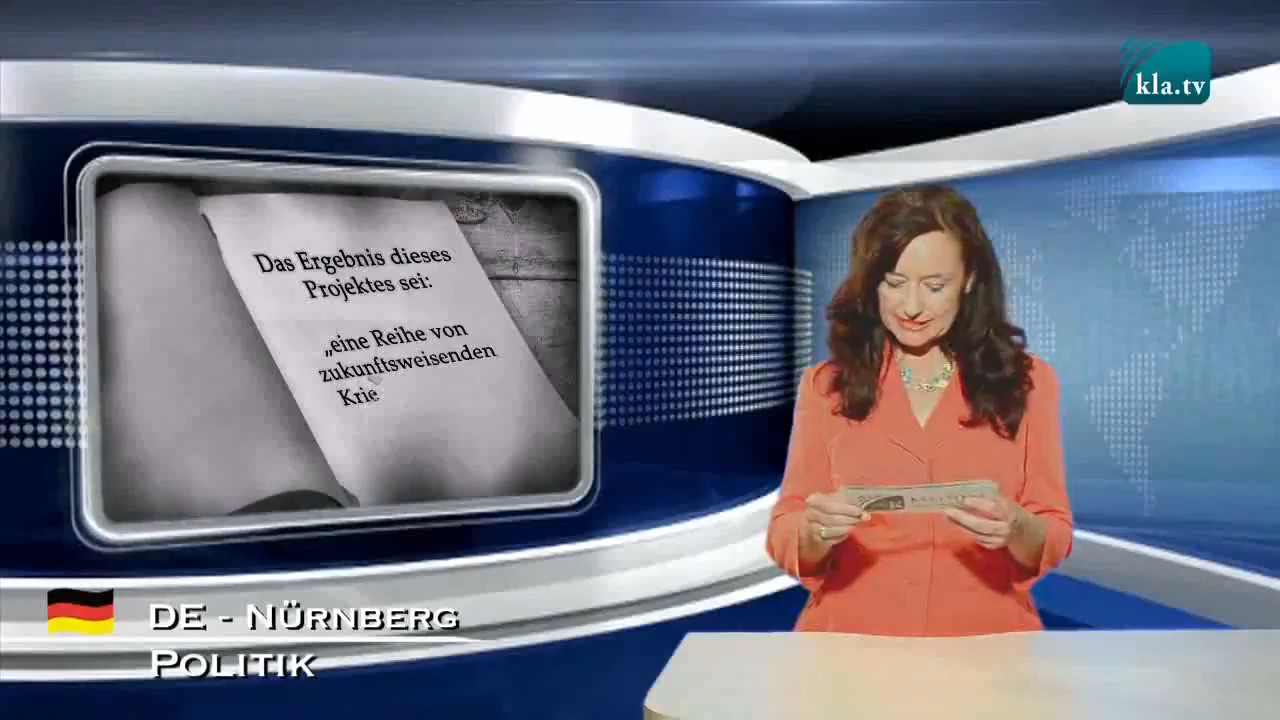 kla.tv
Das Ergebnis dieses
Projektes sei:
„eine Reihe von
zukunftsweisenden
Krie
DE - NÜRNBERG
POLITIK